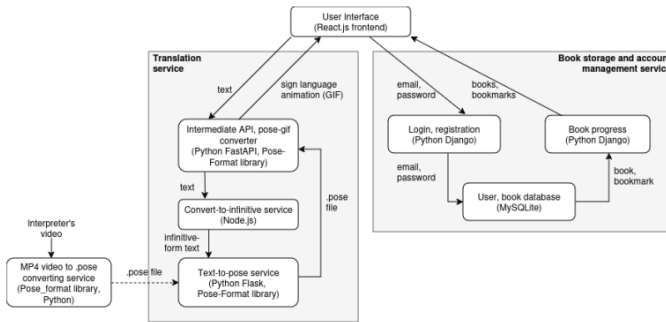 User Interface
(React.js frontend)
Translation
service
Book storage and account
management service
text
sign language
animation (GIF)
email,
password
books,
bookmarks
Intermediate API, pose-gif
converter
(Python FastAPI, Pose-
Format library)
Login, registration
(Python Django)
Book progress
(Python Django)
text
.pose
file
email,
password
book,
bookmark
Convert-to-infinitive service
(Node.js)
User, book database
(MySQLite)
Interpreter's
video
infinitive-
form text
MP4 video to .pose
converting service
(Pose_format library,
Python)
.pose file
Text-to-pose service
(Python Flask,
Pose-Format library)